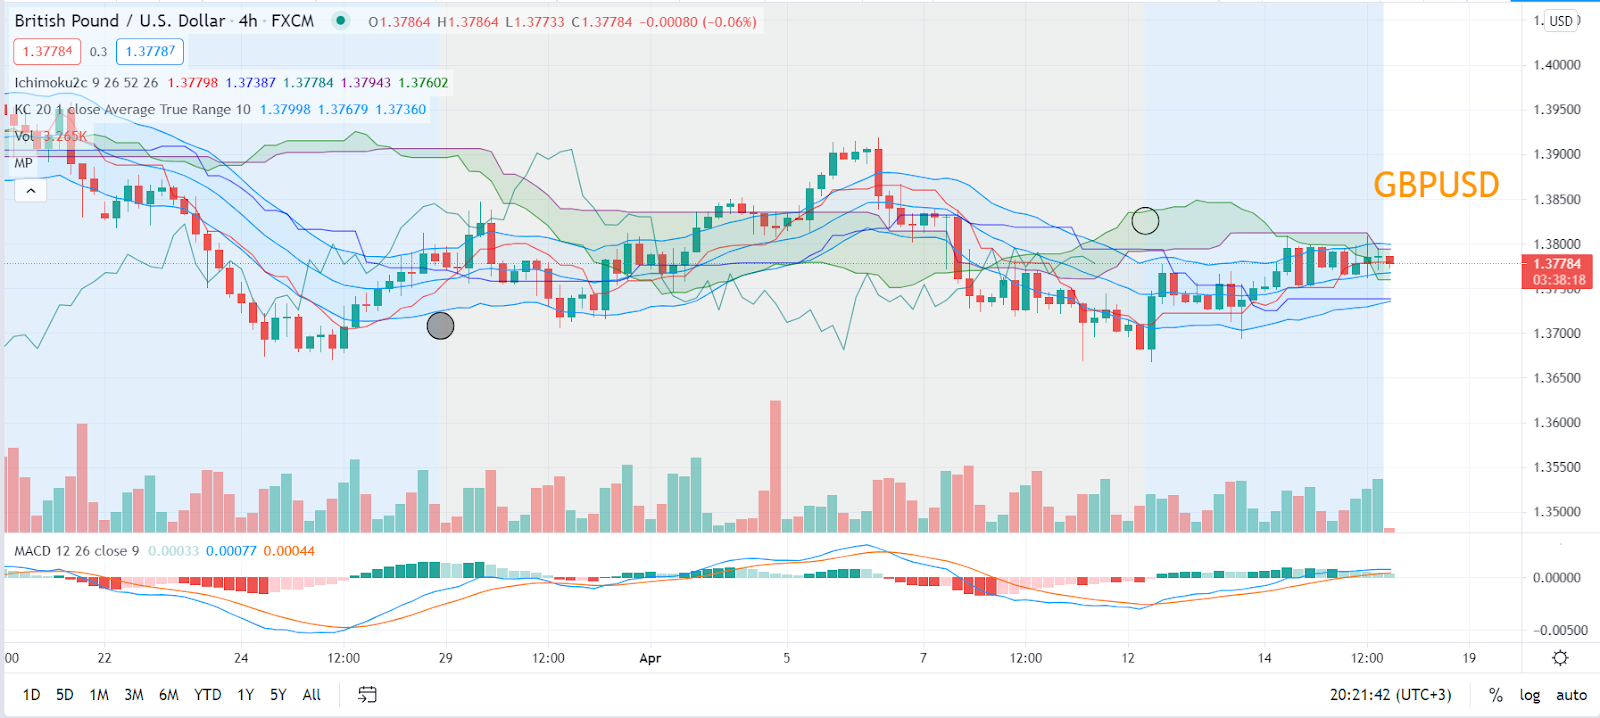 British Pound / U.S. Dollar · 4h · FXCM O1.37864 H1.37864 L1.37733 C1.37784 −0.00080 (−0.06%)
USD
1.37784 0.3 1.37787
1.40000
Ichimoku2c 9 26 52 26 1.37798 1.37387 1.37784 1.37943 1.37602
KC 20 1 close Average True Range 10 1.37998 1.37679 1.37360
1.39500
Vol 3.265K
1.39000
MP
GBPUSD
1.38500
1.38000
1.37784
03:38:18
1.37500
1.37000
1.36500
1.36000
1.35500
1.35000
MACD 12 26 close 9 0.00033 0.00077 0.00044
0.00000
−0.00500
:00 22 24 12:00 29 12:00 Apr 5 7 12:00 12 14 12:00 19
1D 5D 1M 3M 6M YTD 1Y 5Y All 20:21:42 (UTC+3) % log auto